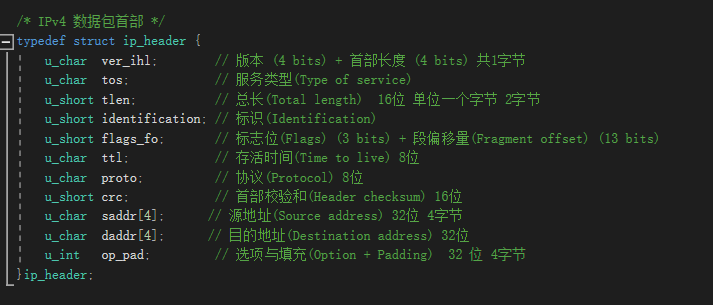 /* IPv4 数据包首部 */
typedef struct ip_header {
u_char ver_ihl; // 版本 (4 bits) + 首部长度 (4 bits) 共1字节
u_char tos; // 服务类型(Type of service)
u_short tlen; // 总长(Total length) 16位 单位一个字节 2字节
u_short identification; // 标识(Identification)
u_short flags_fo; // 标志位(Flags) (3 bits) + 段偏移量(Fragment offset) (13 bits)
u_char ttl; // 存活时间(Time to live) 8位
u_char proto; // 协议(Protocol) 8位
u_short crc; // 首部校验和(Header checksum) 16位
u_char saddr[4]; // 源地址(Source address) 32位 4字节
u_char daddr[4]; // 目的地址(Destination address) 32位
u_int op_pad; // 选项与填充(Option + Padding) 32 位 4字节
}ip_header;